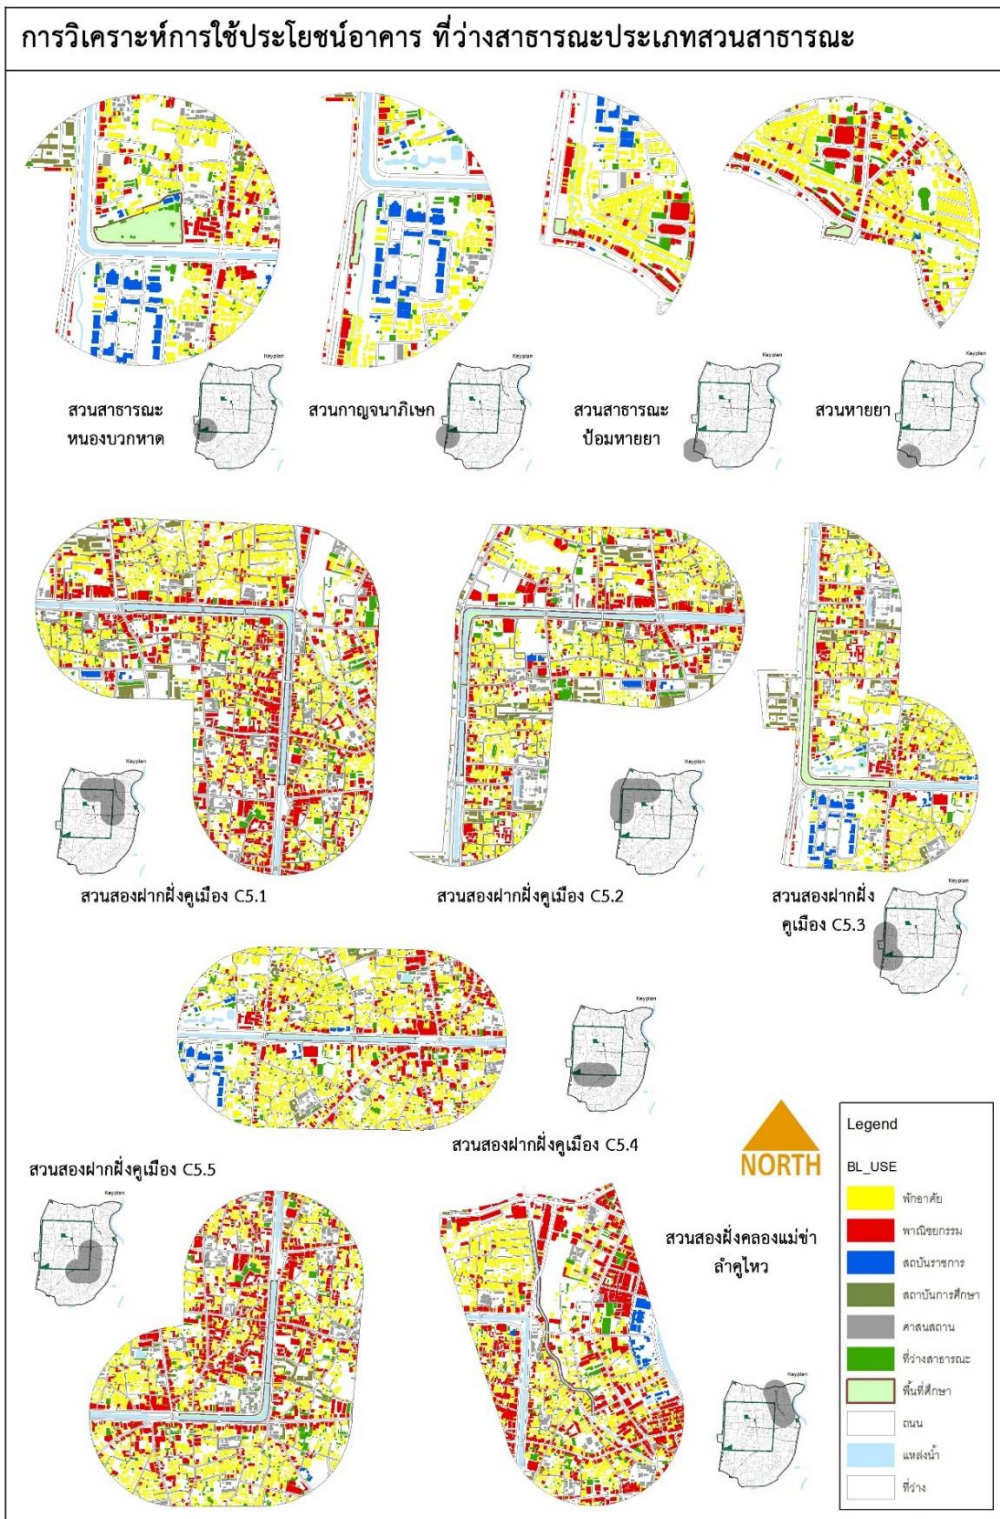 การวิเคราะห์การใช้ประโยชน์อาคาร ที่ว่างสาธารณะประเภทสวนสาธารณะ
Keyplan
Keyplan
Keyplan
Keyplan
สวนสาธารณะ
หนองบวกหาด
สวนกาญจนาภิเษก
สวนสาธารณะ
ป้อมหายยา
สวนหายยา
Keyplan
Keyplan
สวนสองฝากฝั่งคูเมือง C5.1
สวนสองฝากฝั่งคูเมือง C5.2
สวนสองฝากฝั่ง
คูเมือง C5.3
Keyplan
Keyplan
สวนสองฝากฝั่งคูเมือง C5.4
สวนสองฝากฝั่งคูเมือง C5.5
Keyplan
สวนสองฝั่งคลองแม่ข่า
ลำคูไหว
Keyplan
NORTH
Legend
BL_USE
พักอาศัย
พาณิชยกรรม
สถบันราชการ
สถาบันการศึกษา
ศาสนสถาน
ที่ว่างสาธารณะ
พื้นที่ศึกษา
ถนน
แหล่งน้ำ
ที่ว่าง